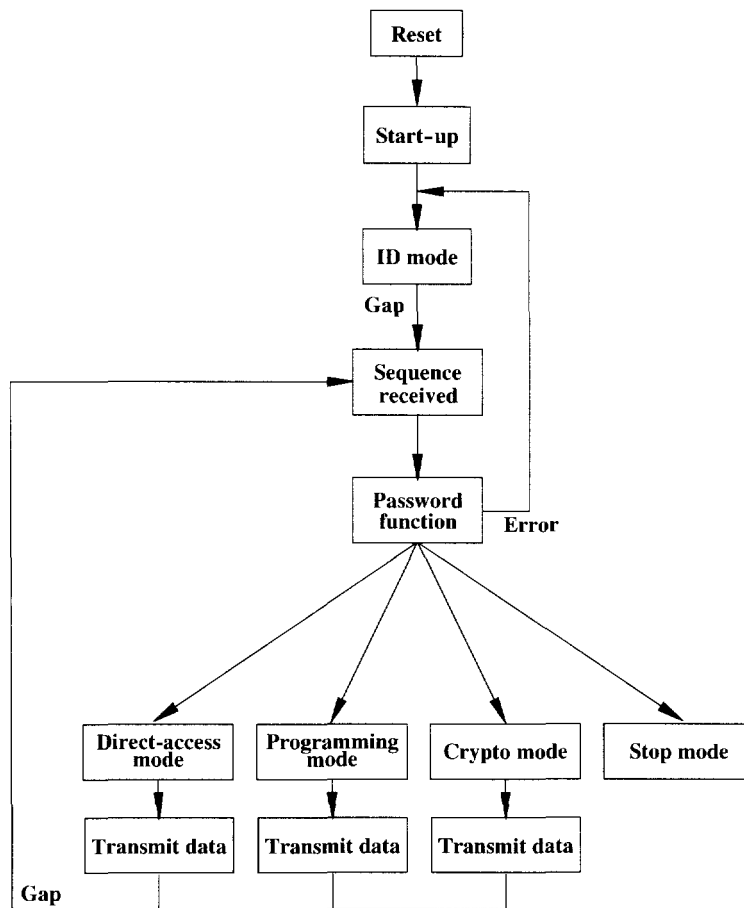 Reset
Start-up
ID mode
Gap
Sequence
received
Password
function
Error
Direct-access
mode
Programming
mode
Crypto mode
Stop mode
Transmit data
Transmit data
Transmit data
Gap